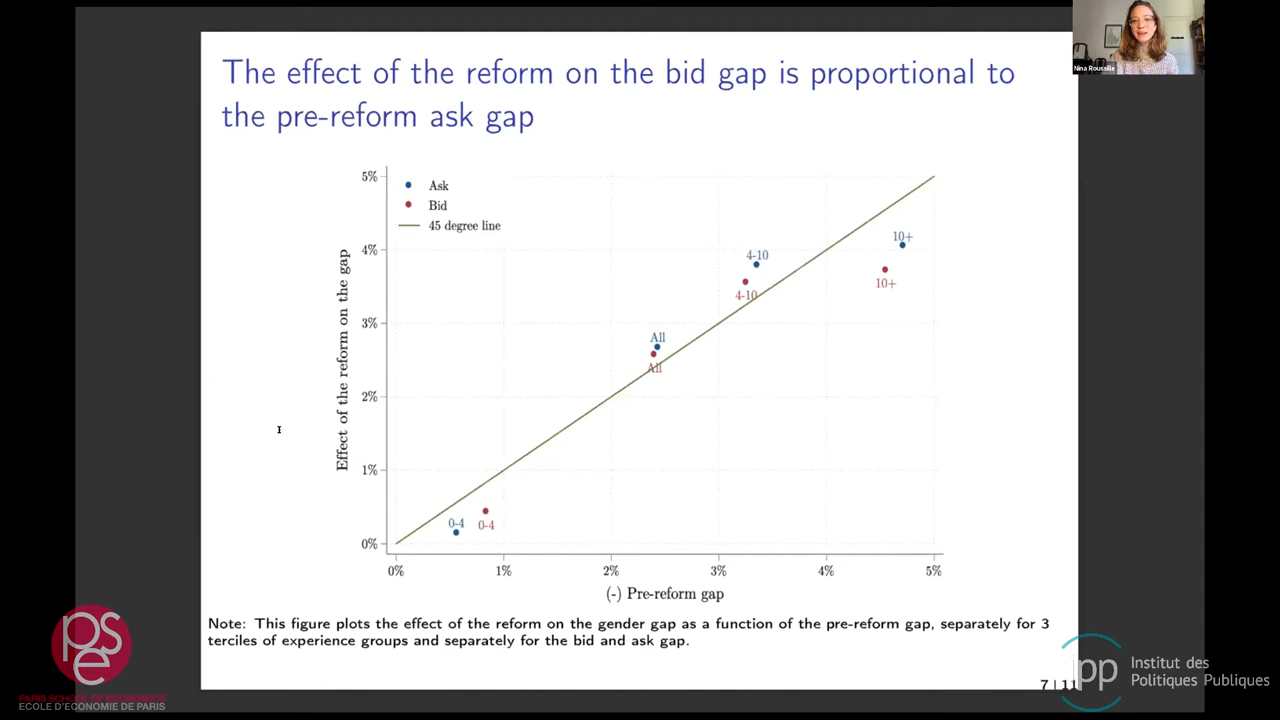 The effect of the reform on the bid gap is proportional to
the pre-reform ask gap
Nina Roussille
Ask
Bid
45 degree line
Effect of the reform on the gap
5%
4%
3%
2%
1%
0%
10+
10+
4-10
4-10
All
All
0-4
0-4
0%
1%
2%
3%
4%
5%
(-) Pre-reform gap
Note: This figure plots the effect of the reform on the gender gap as a function of the pre-reform gap, separately for 3
terciles of experience groups and separately for the bid and ask gap.
7 | 11
pse
PARIS SCHOOL OF ECONOMICS
ECOLE D'ECONOMIE DE PARIS
ipp
Institut des
Politiques Publiques